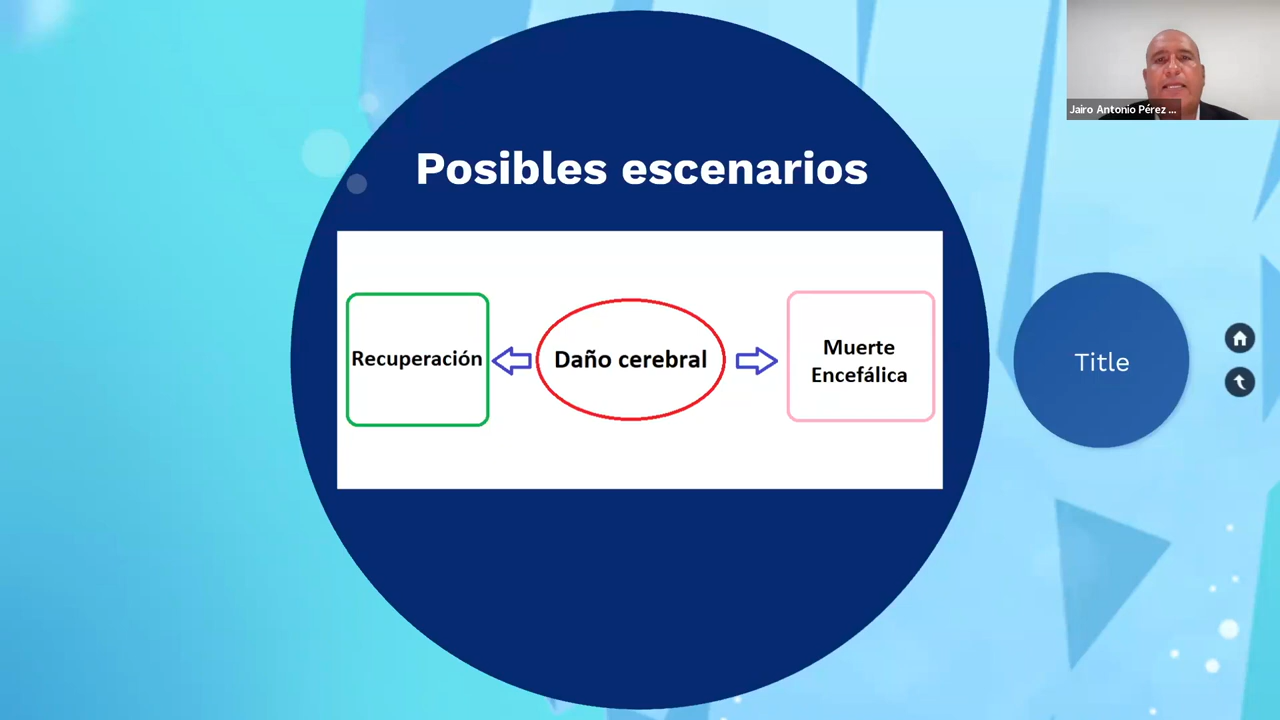 Jairo Antonio Pérez ...
Posibles escenarios
Recuperación
Daño cerebral
Muerte
Encefálica
Title